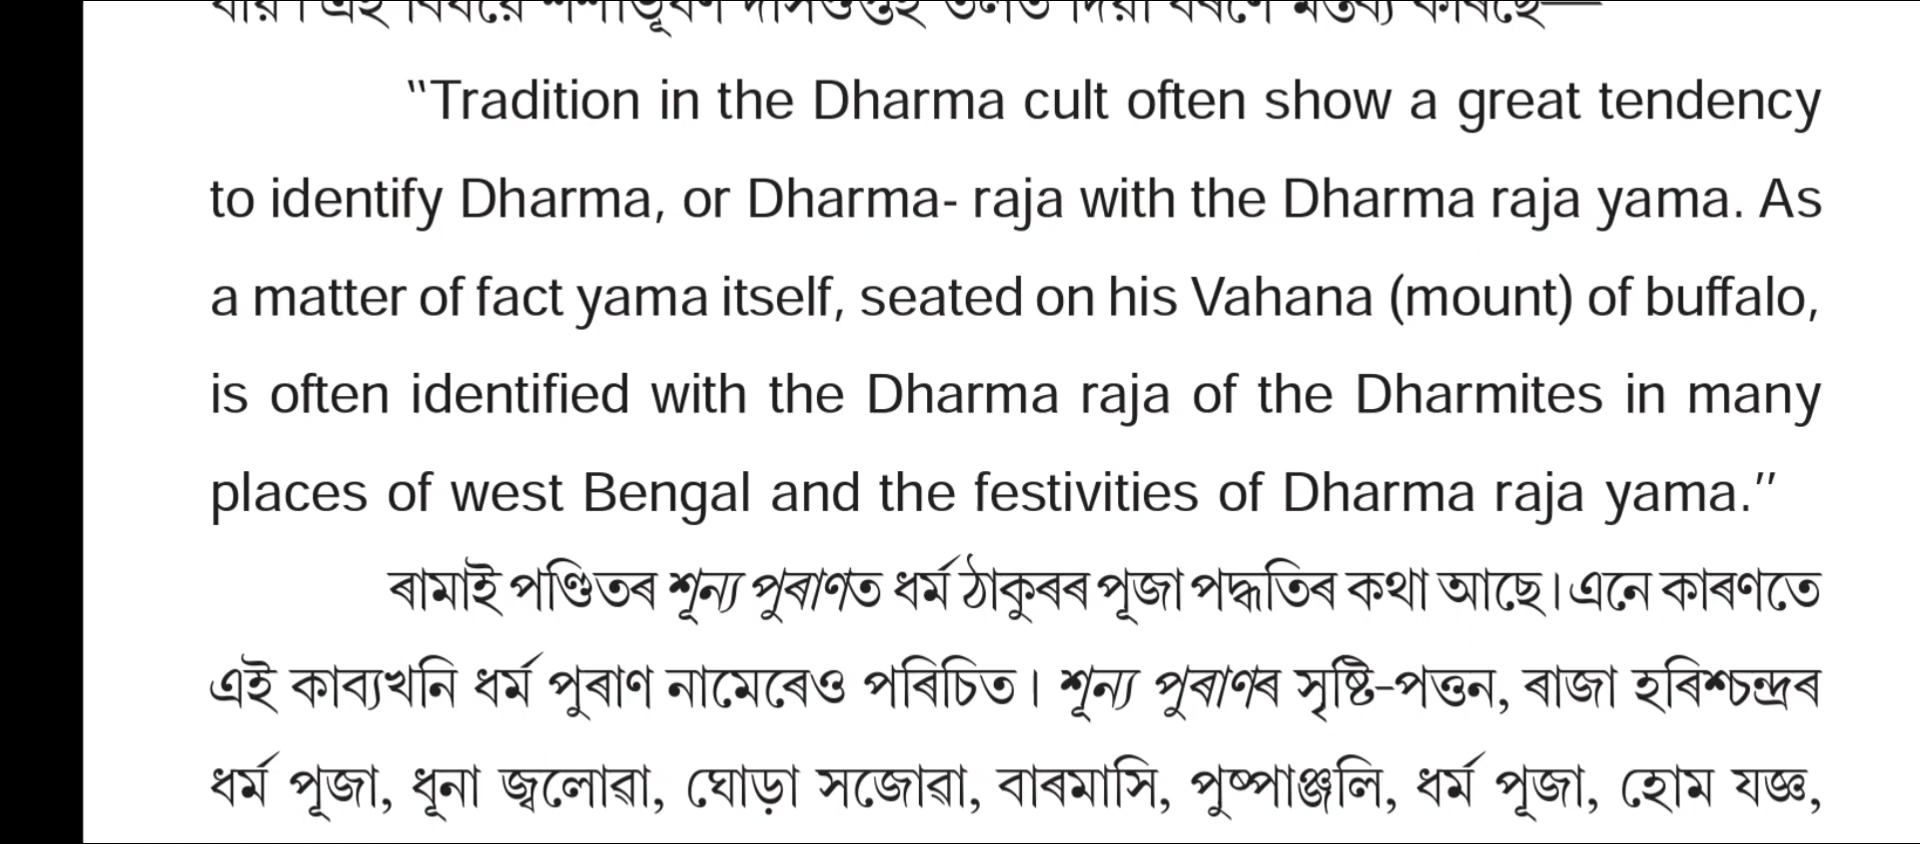 "Tradition in the Dharma cult often show a great tendency
to identify Dharma, or Dharma- raja with the Dharma raja yama. As
a matter of fact yama itself, seated on his Vahana (mount) of buffalo,
is often identified with the Dharma raja of the Dharmites in many
places of west Bengal and the festivities of Dharma raja yama."
ৰামাই পণ্ডিতৰ শূন্য পুৰাণত ধৰ্ম ঠাকুৰৰ পূজা পদ্ধতিৰ কথা আছে। এনে কাৰণতে
এই কাব্যখনি ধৰ্ম পুৰাণ নামেৰেও পৰিচিত। শূন্য পুৰাণৰ সৃষ্টি-পত্তন, ৰাজা হৰিশ্চন্দ্ৰৰ
ধৰ্ম পূজা, ধূনা জ্বলোৱা, ঘোড়া সজোৱা, বাৰমাসি, পুষ্পাঞ্জলি, ধৰ্ম পূজা, হোম যজ্ঞ,